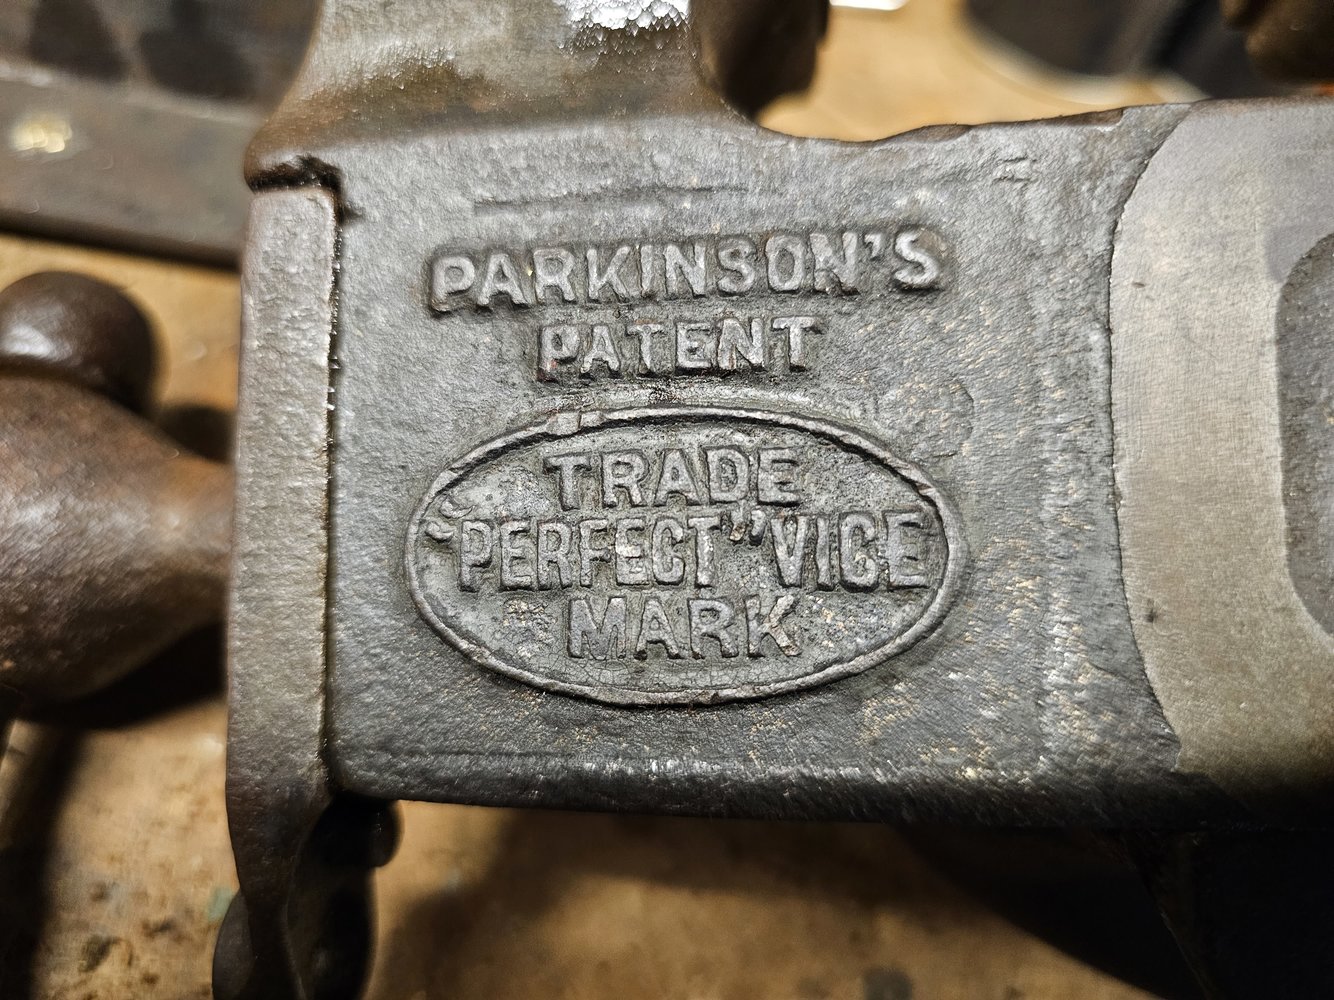 PARKINSON'S
PATENT
TRADE
"PERFECT" VICE
MARK